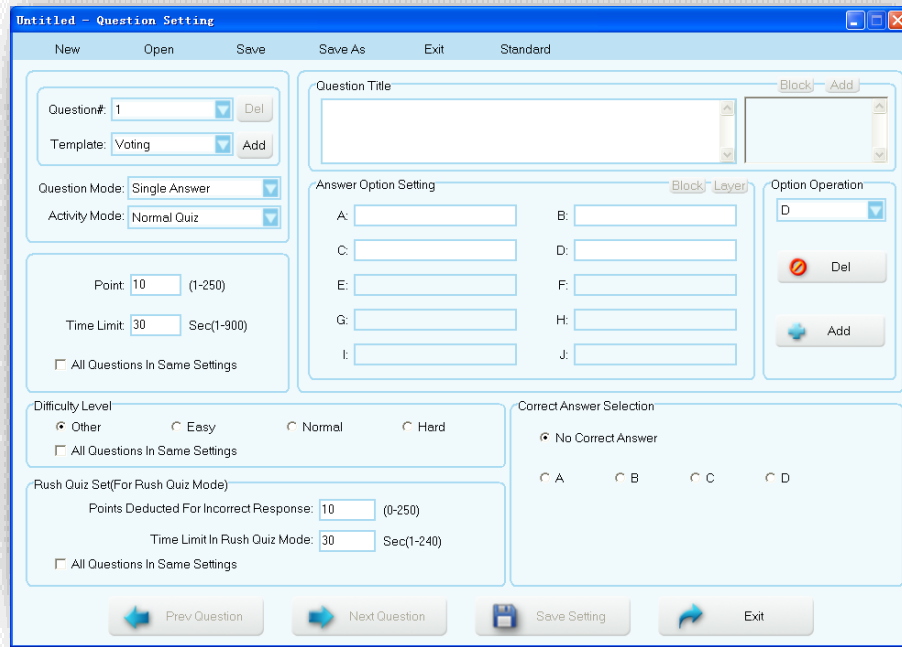 Untitled - Question Setting
New Open Save Save As Exit Standard
Question#: 1 Del
Template: Voting Add
Question Mode: Single Answer
Activity Mode: Normal Quiz
Question Title Block Add
Answer Option Setting Block Layer
A: B:
C: D:
E: F:
G: H:
I: J:
Option Operation
D
Del
Add
Point: 10 (1-250)
Time Limit: 30 Sec(1-900)
All Questions In Same Settings
Difficulty Level
Other Easy Normal Hard
All Questions In Same Settings
Rush Quiz Set(For Rush Quiz Mode)
Points Deducted For Incorrect Response: 10 (0-250)
Time Limit In Rush Quiz Mode: 30 Sec(1-240)
All Questions In Same Settings
Correct Answer Selection
No Correct Answer
A B C D
Prev Question Next Question Save Setting Exit